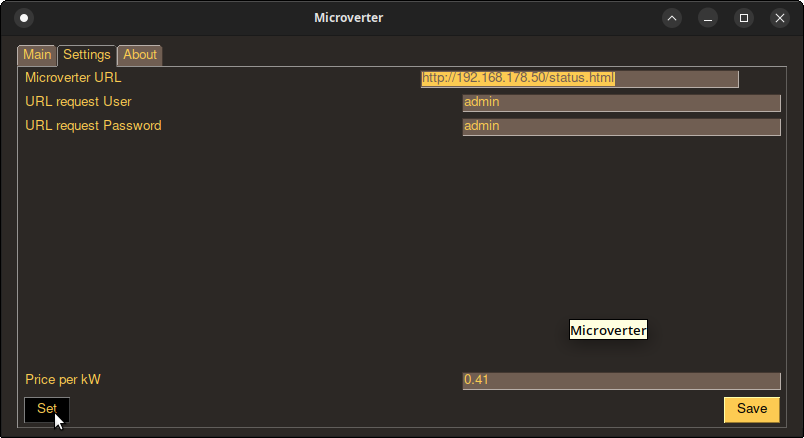 Microverter
Main Settings About
Microverter URL http://192.168.178.50/status.html
URL request User admin
URL request Password admin
Microverter
Price per kW 0.41
Set Save